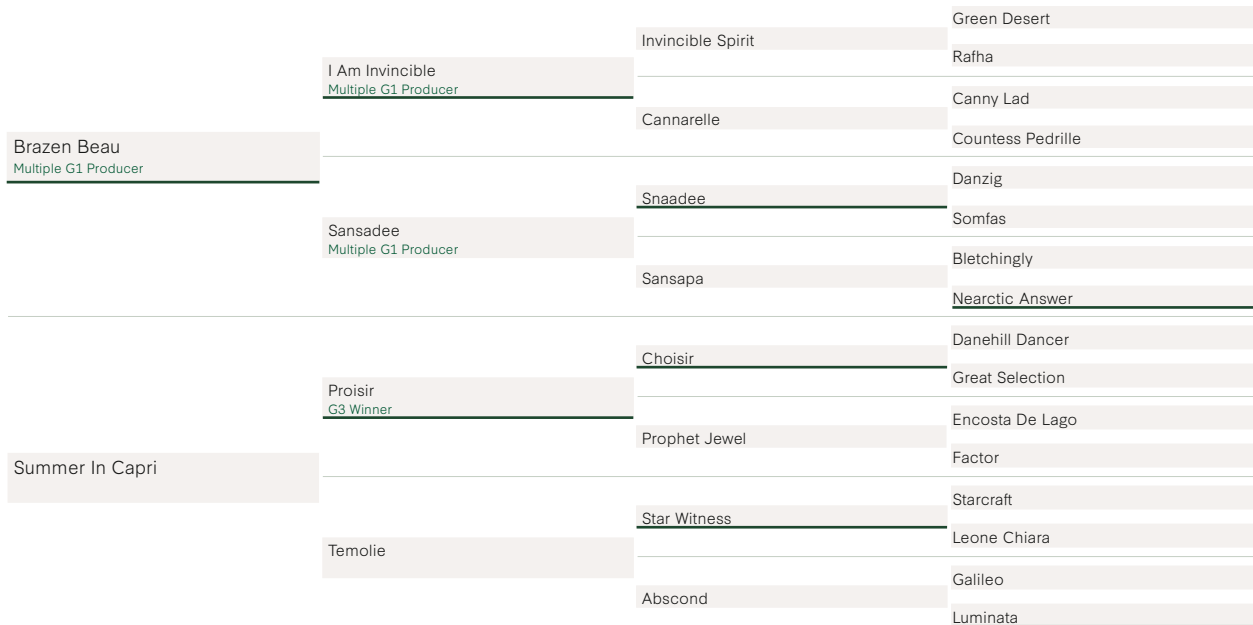 Brazen Beau
Multiple G1 Producer
Summer In Capri
I Am Invincible
Multiple G1 Producer
Sansadee
Multiple G1 Producer
Proisir
G3 Winner
Temolie
Invincible Spirit
Cannarelle
Snaadee
Sansapa
Choisir
Prophet Jewel
Star Witness
Abscond
Green Desert
Rafha
Canny Lad
Countess Pedrille
Danzig
Somfas
Bletchingly
Nearctic Answer
Danehill Dancer
Great Selection
Encosta De Lago
Factor
Starcraft
Leone Chiara
Galileo
Luminata